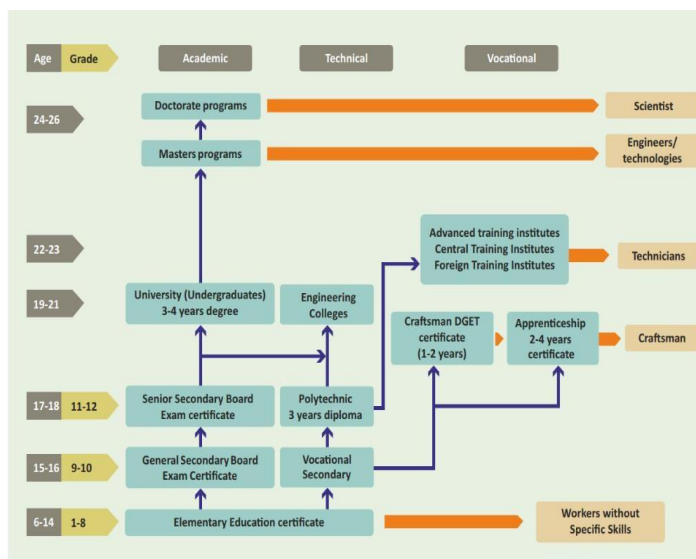 Age Grade Academic Technical Vocational
24-26
Doctorate programs
Scientist
Masters programs
Engineers/
technologies
22-23
Advanced training institutes
Central Training Institutes
Foreign Training Institutes
Technicians
19-21
University (Undergraduates)
3-4 years degree
Engineering
Colleges
Craftsman DGET
certificate
(1-2 years)
Apprenticeship
2-4 years
certificate
Craftsman
17-18 11-12
Senior Secondary Board
Exam certificate
Polytechnic
3 years diploma
15-16 9-10
General Secondary Board
Exam Certificate
Vocational
Secondary
6-14 1-8
Elementary Education certificate
Workers without
Specific Skills